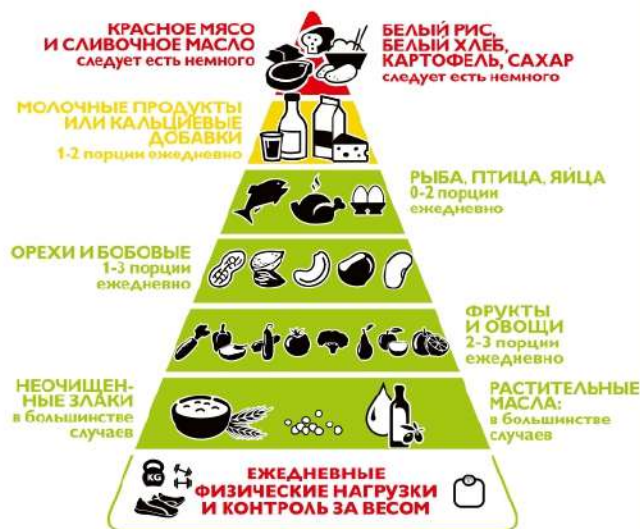 КРАСНОЕ МЯСО
И СЛИВОЧНОЕ МАСЛО
следует есть немного
БЕЛЫЙ РИС,
БЕЛЫЙ ХЛЕБ,
КАРТОФЕЛЬ, САХАР
следует есть немного
МОЛОЧНЫЕ ПРОДУКТЫ
ИЛИ КАЛЬЦИЕВЫЕ
ДОБАВКИ
1-2 порции ежедневно
РЫБА, ПТИЦА, ЯЙЦА
0-2 порции
ежедневно
ОРЕХИ И БОБОВЫЕ
1-3 порции
ежедневно
ФРУКТЫ
И ОВОЩИ
2-3 порции
ежедневно
НЕОЧИЩЕН-
НЫЕ ЗЛАКИ
в большинстве
случаев
РАСТИТЕЛЬНЫЕ
МАСЛА:
в большинстве
случаев
KG
ЕЖЕДНЕВНЫЕ
ФИЗИЧЕСКИЕ НАГРУЗКИ
И КОНТРОЛЬ ЗА ВЕСОМ